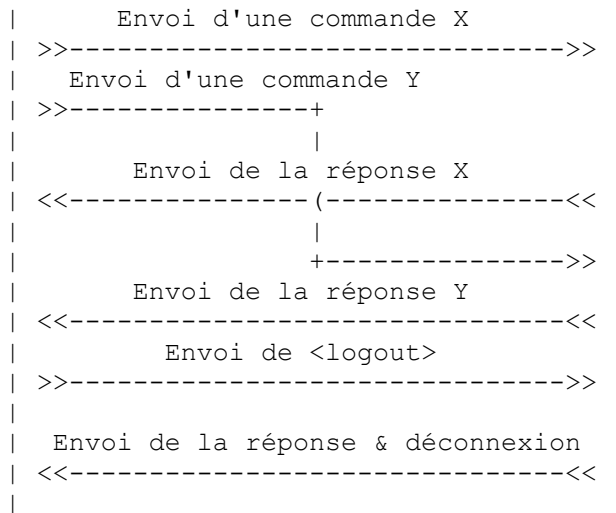 |      Envoi d'une commande X
| >>------------------------------->>
|   Envoi d'une commande Y
| >>---------------+
|                  |
|       Envoi de la réponse X
| <<---------------(---------------<<
|                  |
|                  +--------------->>
|       Envoi de la réponse Y
| <<-------------------------------<<
|         Envoi de <logout>
| >>------------------------------->>
|
|  Envoi de la réponse & déconnexion
| <<-------------------------------<<
|